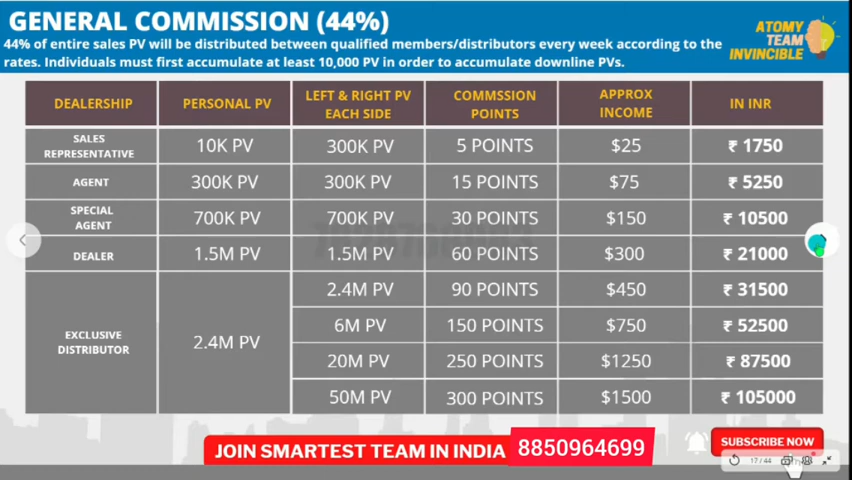 GENERAL COMMISSION (44%)
44% of entire sales PV will be distributed between qualified members/distributors every week according to the
rates. Individuals must first accumulate at least 10,000 PV in order to accumulate downline PVs.
ATOMY
TEAM
INVINCIBLE
DEALERSHIP PERSONAL PV LEFT & RIGHT PV EACH SIDE COMMSSION POINTS APPROX INCOME IN INR
SALES REPRESENTATIVE 10K PV 300K PV 5 POINTS $25 ₹ 1750
AGENT 300K PV 300K PV 15 POINTS $75 ₹ 5250
SPECIAL AGENT 700K PV 700K PV 30 POINTS $150 ₹ 10500
DEALER 1.5M PV 1.5M PV 60 POINTS $300 ₹ 21000
EXCLUSIVE DISTRIBUTOR 2.4M PV 2.4M PV 90 POINTS $450 ₹ 31500
6M PV 150 POINTS $750 ₹ 52500
20M PV 250 POINTS $1250 ₹ 87500
50M PV 300 POINTS $1500 ₹ 105000
JOIN SMARTEST TEAM IN INDIA 8850964699
SUBSCRIBE NOW
12/44